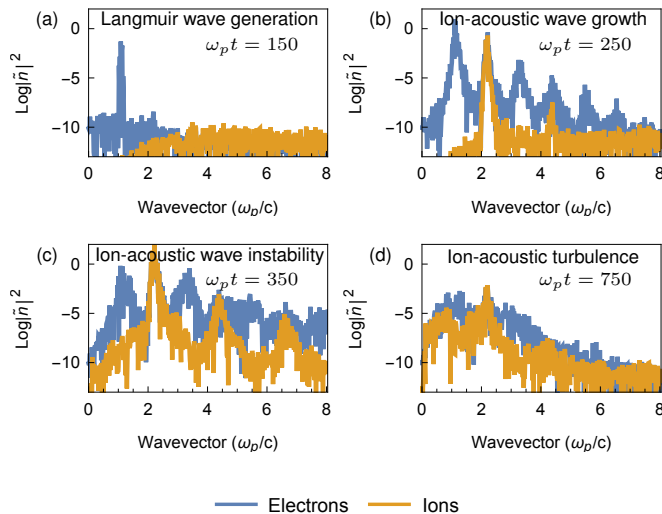 (a) Langmuir wave generation
ω_p t = 150
Log|ñ|²
0
−5
−10
0 2 4 6 8
Wavevector (ω_p/c)
(b) Ion-acoustic wave growth
ω_p t = 250
Log|ñ|²
0
−5
−10
0 2 4 6 8
Wavevector (ω_p/c)
(c) Ion-acoustic wave instability
ω_p t = 350
Log|ñ|²
0
−5
−10
0 2 4 6 8
Wavevector (ω_p/c)
(d) Ion-acoustic turbulence
ω_p t = 750
Log|ñ|²
0
−5
−10
0 2 4 6 8
Wavevector (ω_p/c)
Electrons Ions